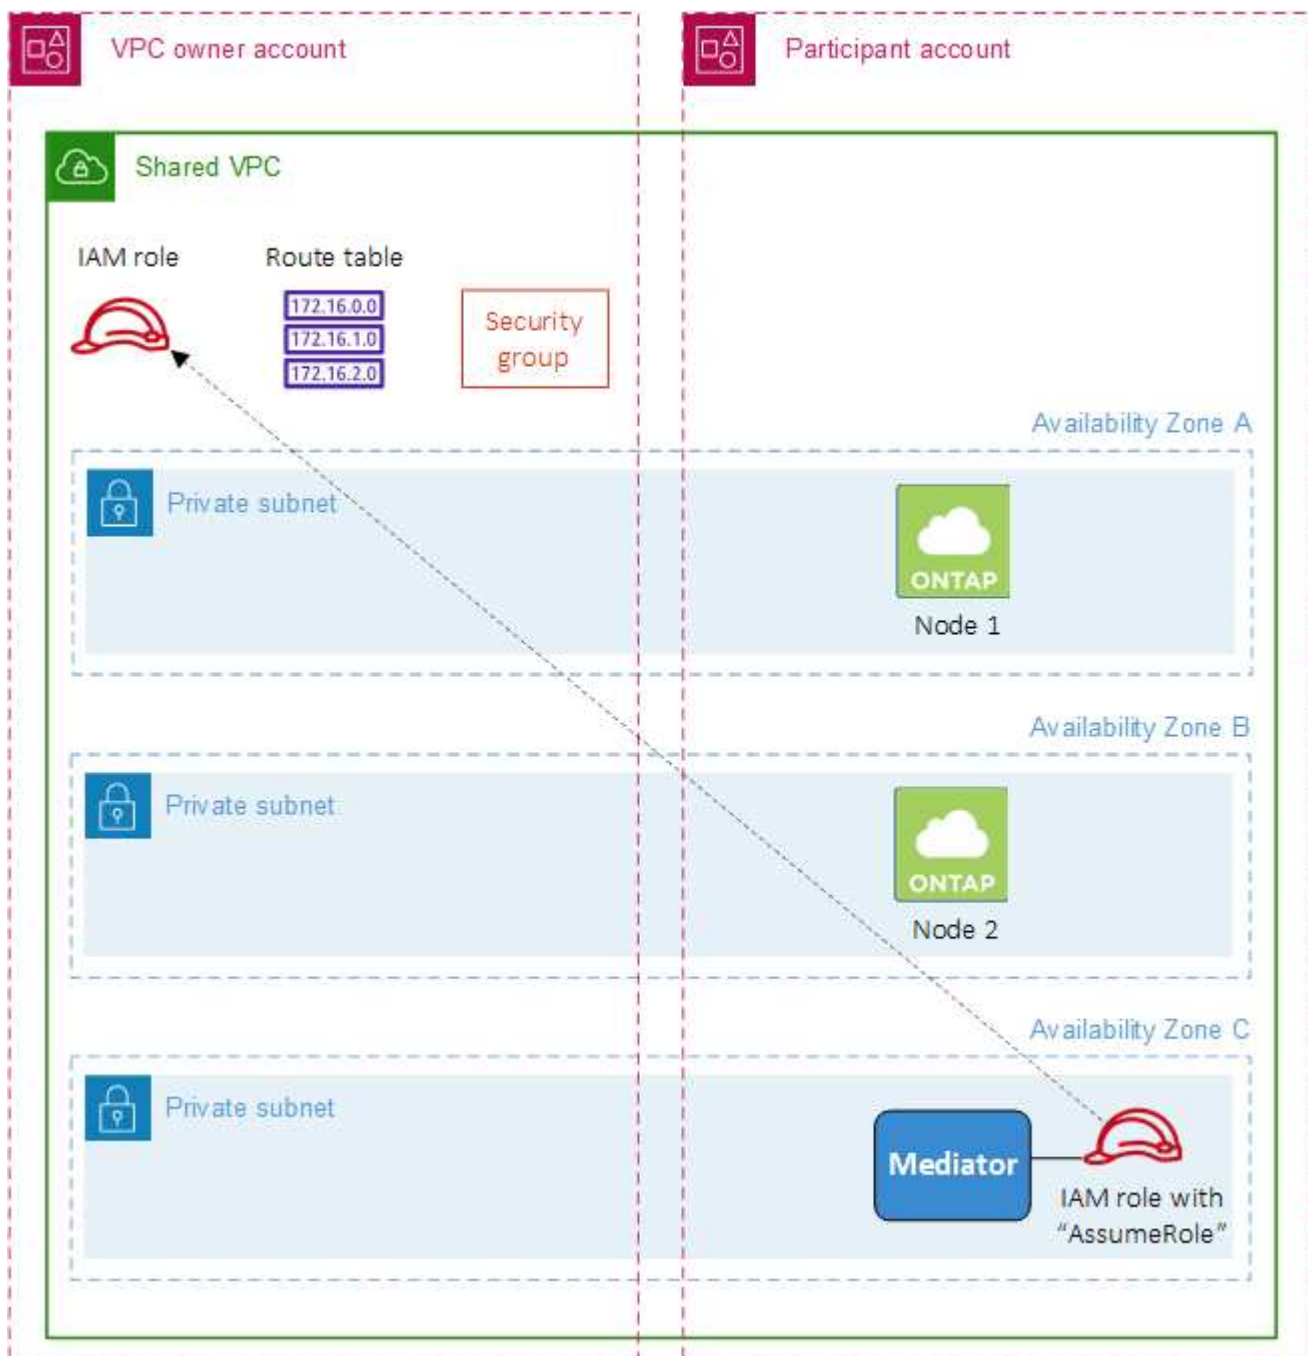 VPC owner account
Participant account
Shared VPC
IAM role
Route table
172.16.0.0
172.16.1.0
172.16.2.0
Security
group
Availability Zone A
Private subnet
ONTAP
Node 1
Availability Zone B
Private subnet
ONTAP
Node 2
Availability Zone C
Private subnet
Mediator
IAM role with
“AssumeRole”